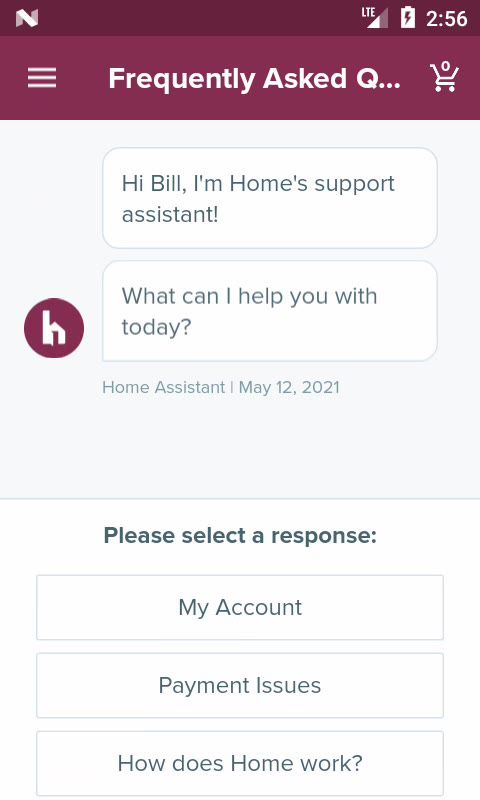 LTE 2:56
Frequently Asked Q... 0
Hi Bill, I'm Home's support
assistant!
What can I help you with
today?
h
Home Assistant | May 12, 2021
Please select a response:
My Account
Payment Issues
How does Home work?